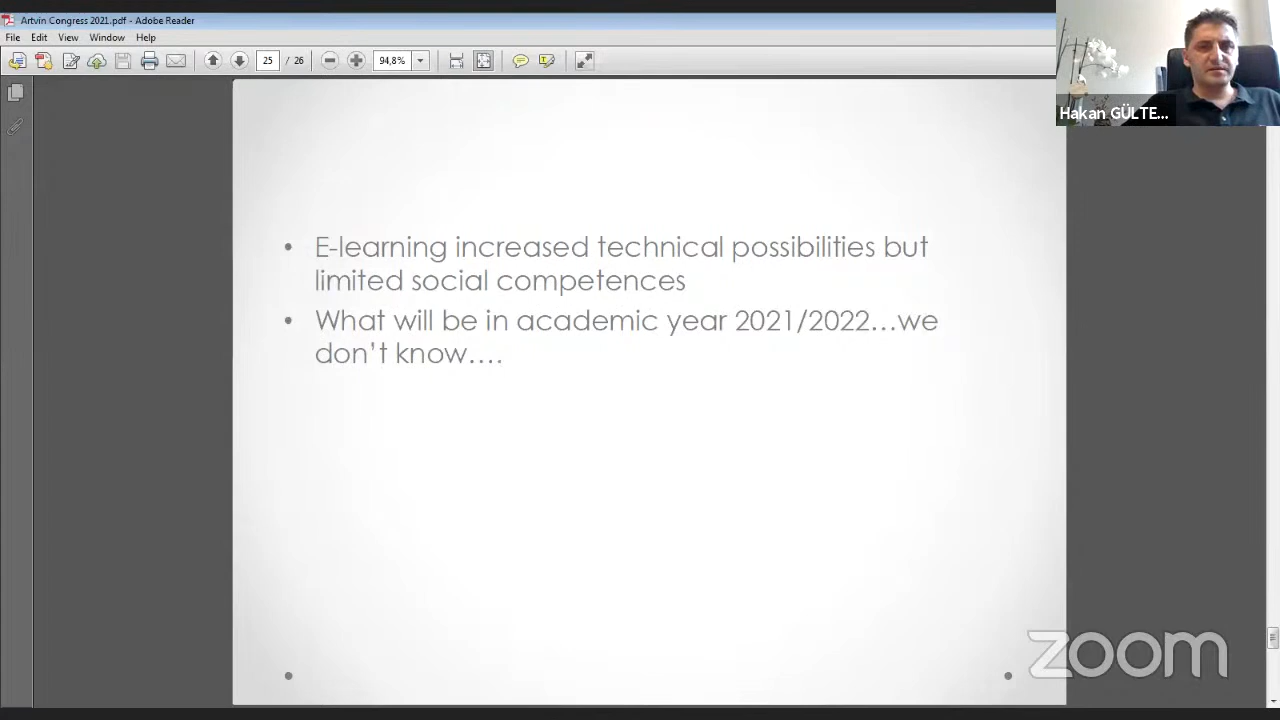 Artvin Congress 2021.pdf - Adobe Reader
File Edit View Window Help
25 / 26 94,8%
Hakan GÜLTE...
• E-learning increased technical possibilities but
limited social competences
• What will be in academic year 2021/2022…we
don’t know….
zoom